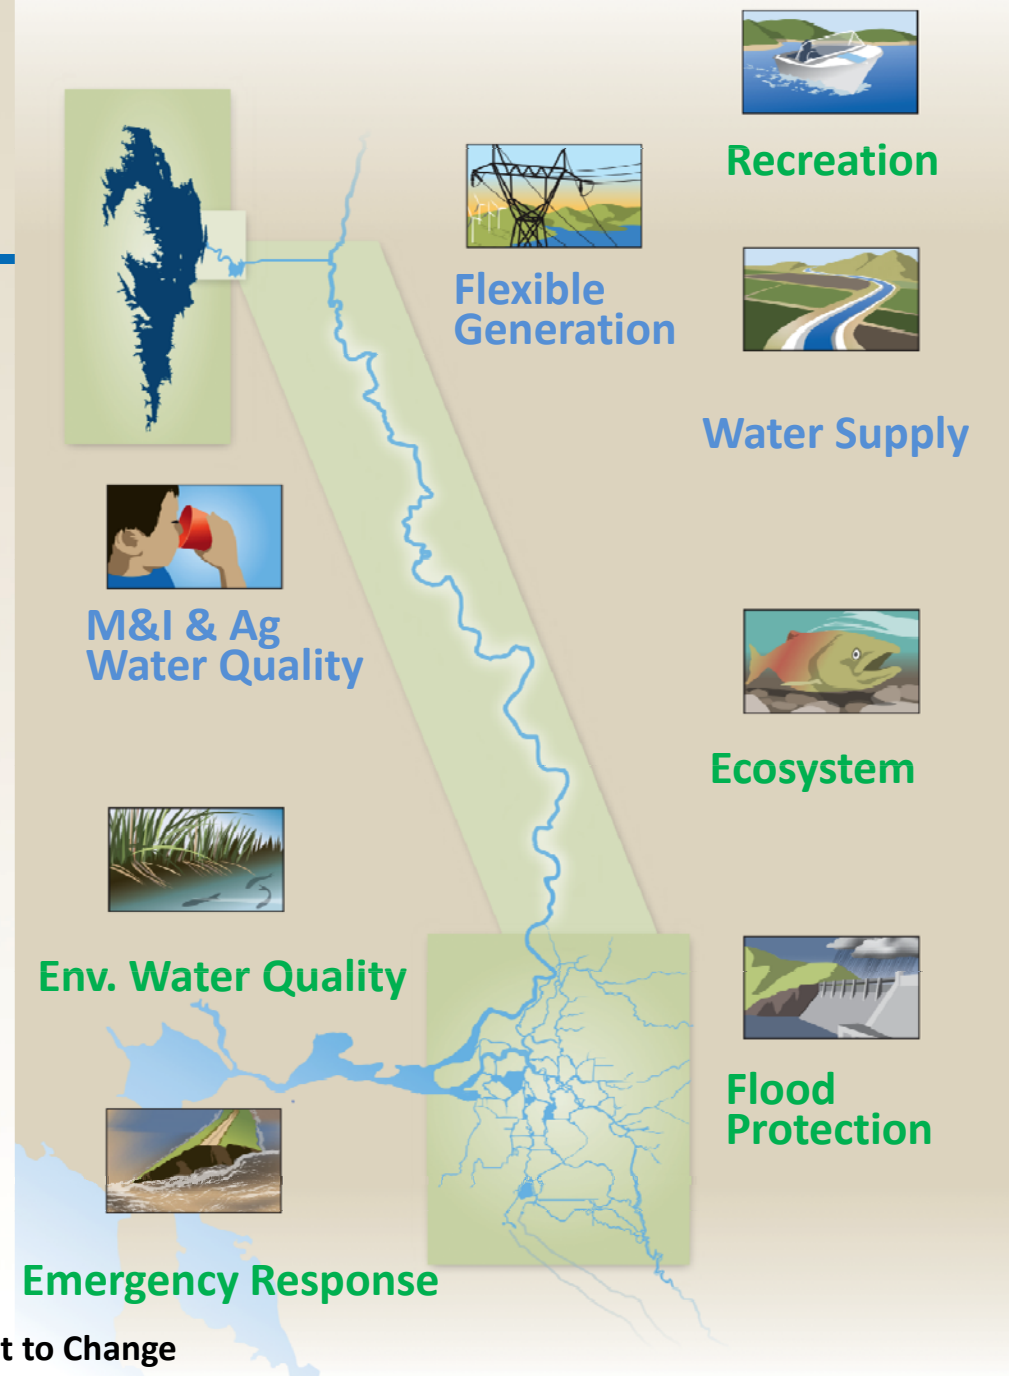 Recreation
Flexible
Generation
Water Supply
M&I & Ag
Water Quality
Ecosystem
Env. Water Quality
Flood
Protection
Emergency Response
t to Change